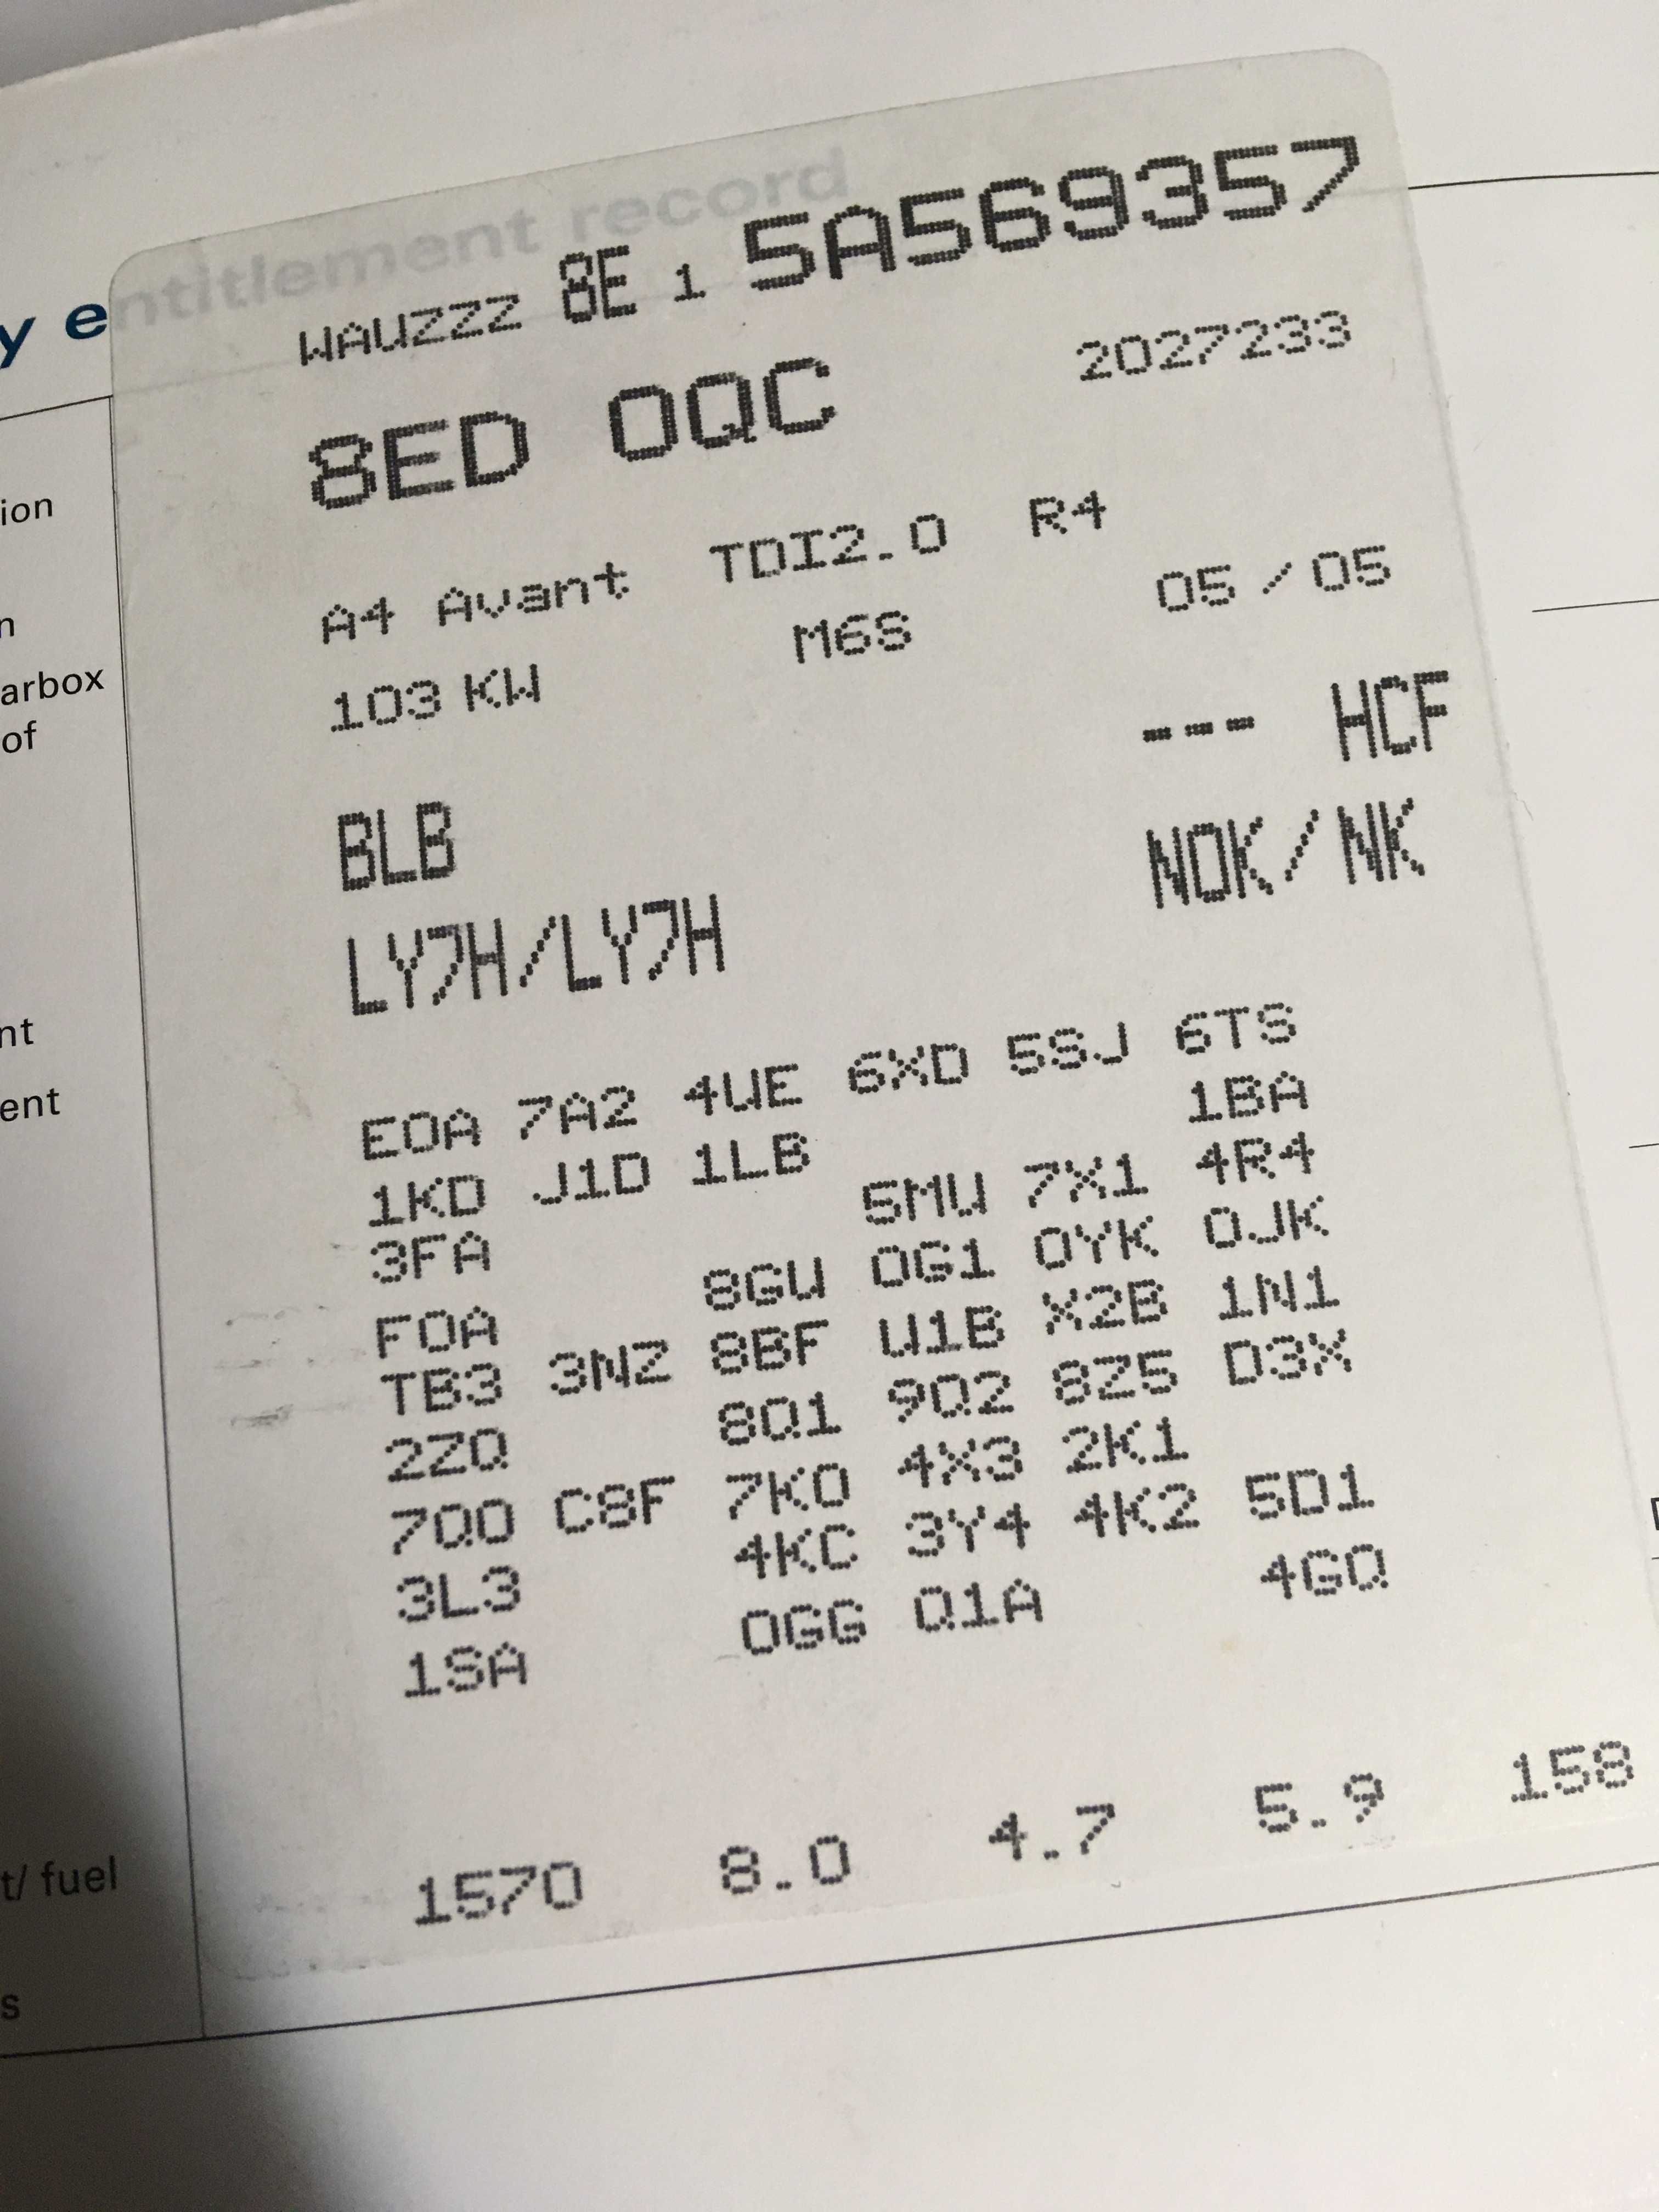 y entitlement record
WAUZZZ 8E 1 5A569357
8ED 0QC 2027233
ion
A4 Avant TDI2.0 R4
n
103 KW M6S 05/05
arbox
of
--- HCF
BLB NOK/NK
LY7H/LY7H
nt
E0A 7A2 4UE 6XD 5SJ 6TS
ent
1KD J1D 1LB 1BA
3FA 5MU 7X1 4R4
F0A 8GU 0G1 0YK 0JK
TB3 3NZ 8BF U1B X2B 1N1
2ZQ 8Q1 9Q2 8Z5 D3X
7Q0 C8F 7K0 4X3 2K1
3L3 4KC 3Y4 4K2 5D1
1SA 0GG Q1A 4GQ
t/ fuel
1570 8.0 4.7 5.9 158
s